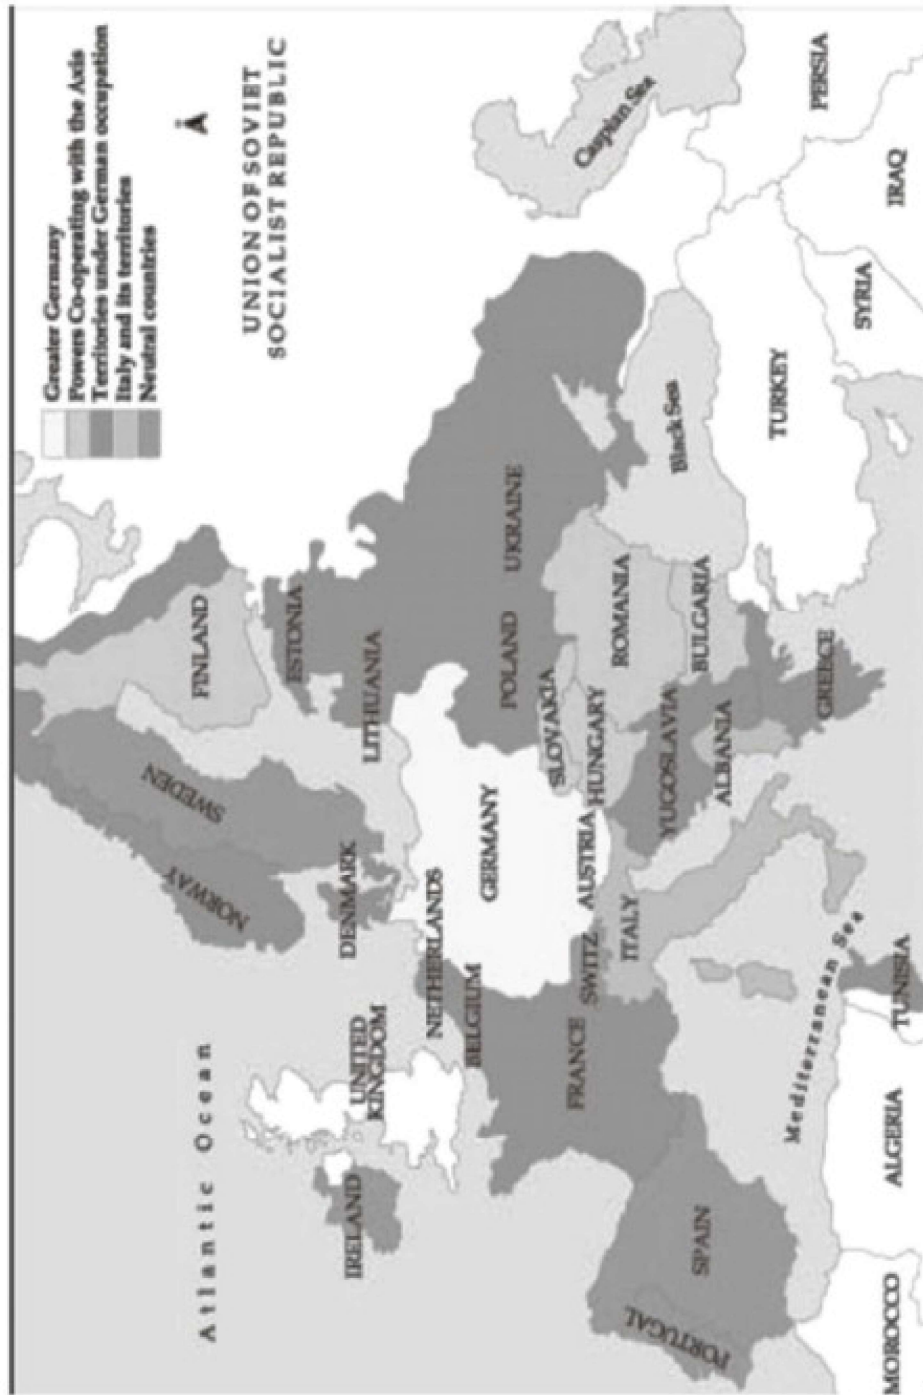 Greater Germany
Powers Co-operating with the Axis
Territories under German occupation
Italy and its territories
Neutral countries
UNION OF SOVIET
SOCIALIST REPUBLIC
Atlantic Ocean
NORWAY
SWEDEN
FINLAND
ESTONIA
LITHUANIA
DENMARK
UNITED
KINGDOM
IRELAND
NETHERLANDS
BELGIUM
GERMANY
POLAND
UKRAINE
SLOVAKIA
AUSTRIA
HUNGARY
FRANCE
SWITZ
ITALY
ROMANIA
YUGOSLAVIA
BULGARIA
ALBANIA
GREECE
Black Sea
Caspian Sea
TURKEY
SYRIA
IRAQ
PERSIA
PORTUGAL
SPAIN
Mediterranean Sea
MOROCCO
ALGERIA
TUNISIA